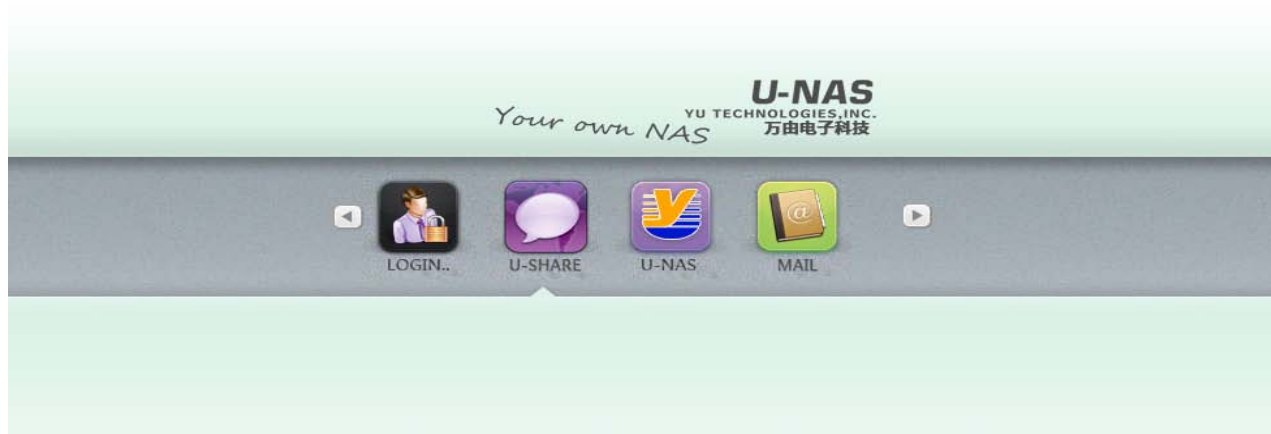 U-NAS
YU TECHNOLOGIES,INC.
Your own NAS
万由电子科技
LOGIN..
U-SHARE
U-NAS
MAIL